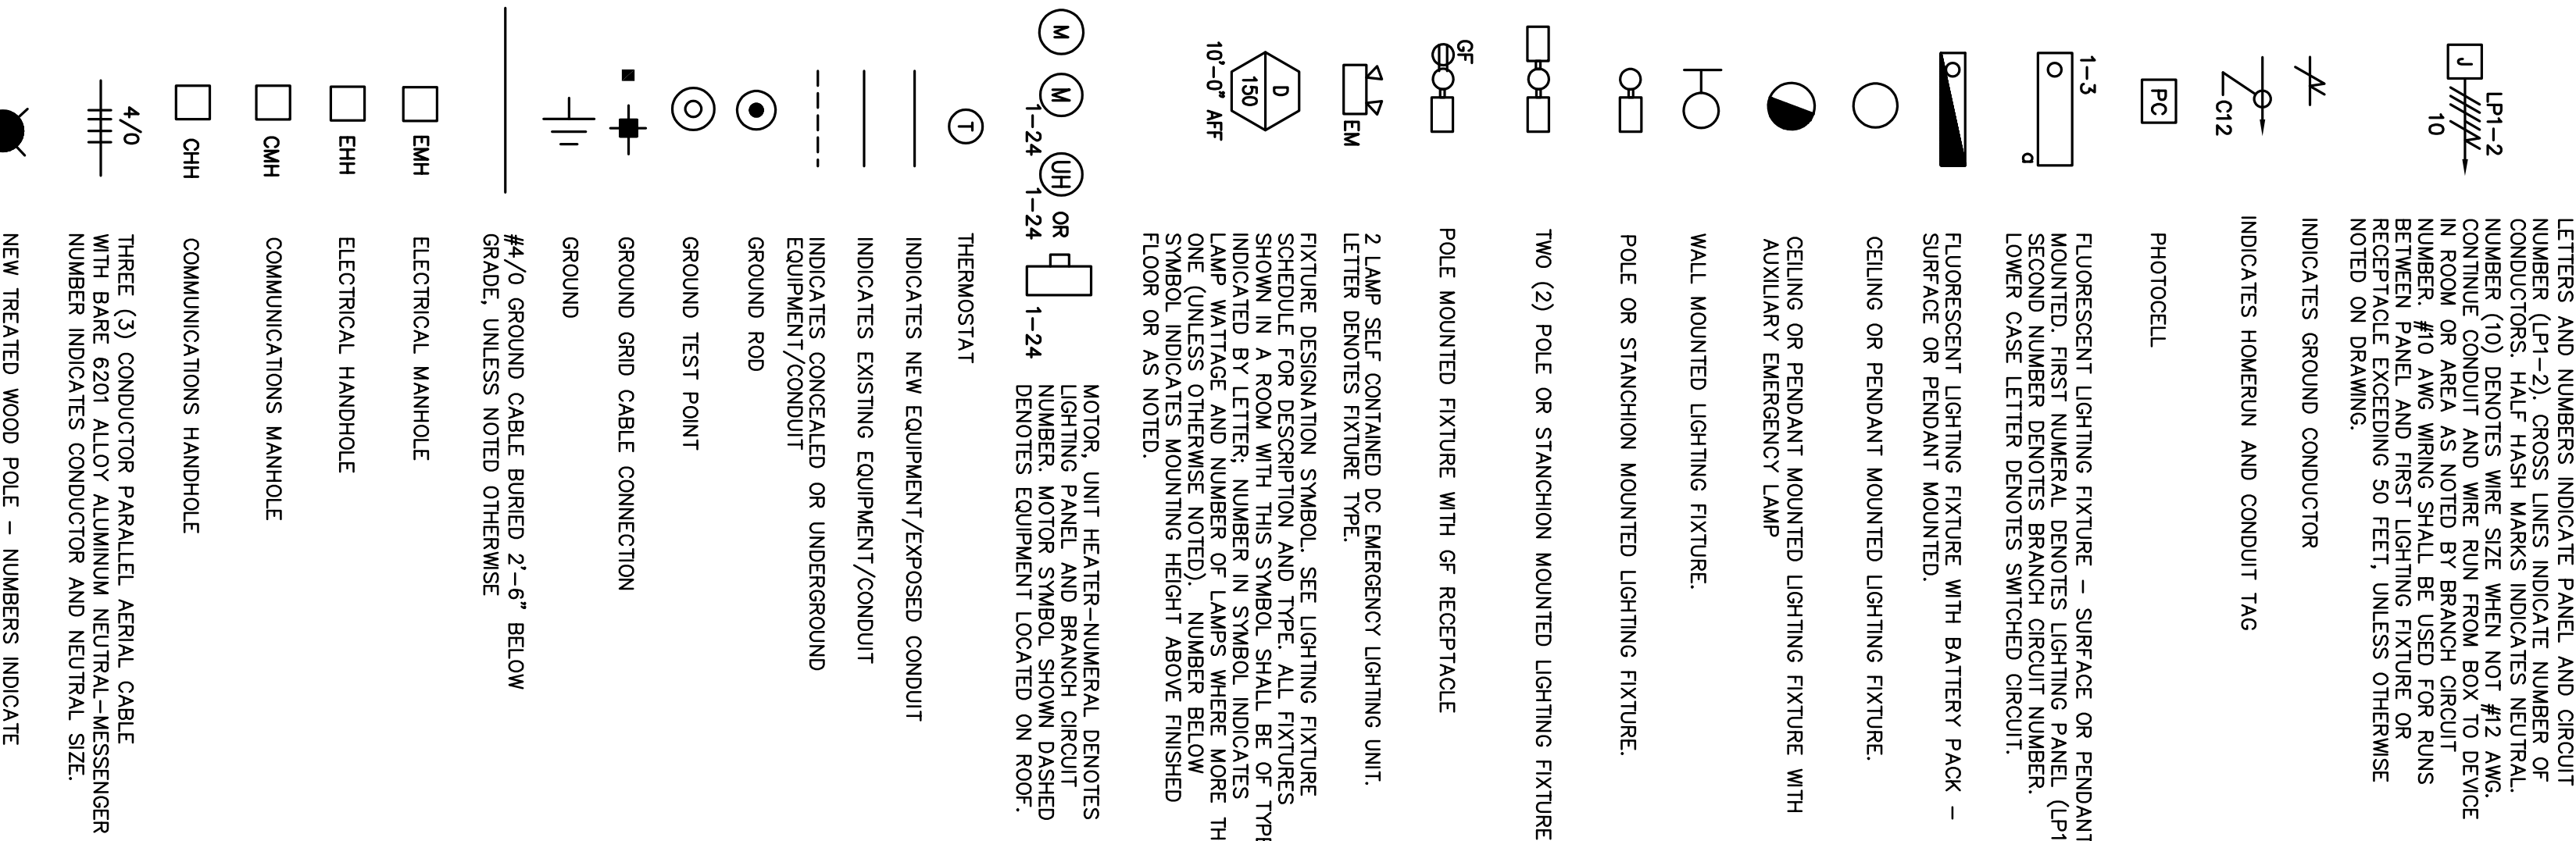 LETTERS AND NUMBERS INDICATE PANEL AND CIRCUIT
NUMBER (LP1-2). CROSS LINES INDICATE NUMBER OF
CONDUCTORS. HALF HASH MARKS INDICATES NEUTRAL.
NUMBER (10) DENOTES WIRE SIZE WHEN NOT #12 AWG.
CONTINUE CONDUIT AND WIRE RUN FROM BOX TO DEVICE
IN ROOM OR AREA AS NOTED BY BRANCH CIRCUIT
NUMBER. #10 AWG WIRING SHALL BE USED FOR RUNS
BETWEEN PANEL AND FIRST LIGHTING FIXTURE OR
RECEPTACLE EXCEEDING 50 FEET, UNLESS OTHERWISE
NOTED ON DRAWING.
LP1-2
J
10
INDICATES GROUND CONDUCTOR
C12
INDICATES HOMERUN AND CONDUIT TAG
PC
PHOTOCELL
1-3
a
FLUORESCENT LIGHTING FIXTURE - SURFACE OR PENDANT
MOUNTED. FIRST NUMERAL DENOTES LIGHTING PANEL (LP1
SECOND NUMBER DENOTES BRANCH CIRCUIT NUMBER.
LOWER CASE LETTER DENOTES SWITCHED CIRCUIT.
FLUORESCENT LIGHTING FIXTURE WITH BATTERY PACK -
SURFACE OR PENDANT MOUNTED.
CEILING OR PENDANT MOUNTED LIGHTING FIXTURE.
CEILING OR PENDANT MOUNTED LIGHTING FIXTURE WITH
AUXILIARY EMERGENCY LAMP
WALL MOUNTED LIGHTING FIXTURE.
POLE OR STANCHION MOUNTED LIGHTING FIXTURE.
TWO (2) POLE OR STANCHION MOUNTED LIGHTING FIXTURE
GF
POLE MOUNTED FIXTURE WITH GF RECEPTACLE
EM
2 LAMP SELF CONTAINED DC EMERGENCY LIGHTING UNIT.
LETTER DENOTES FIXTURE TYPE.
D
150
10'-0" AFF
FIXTURE DESIGNATION SYMBOL. SEE LIGHTING FIXTURE
SCHEDULE FOR DESCRIPTION AND TYPE. ALL FIXTURES
SHOWN IN A ROOM WITH THIS SYMBOL SHALL BE OF TYPE
INDICATED BY LETTER; NUMBER IN SYMBOL INDICATES
LAMP WATTAGE AND NUMBER OF LAMPS WHERE MORE TH
ONE (UNLESS OTHERWISE NOTED). NUMBER BELOW
SYMBOL INDICATES MOUNTING HEIGHT ABOVE FINISHED
FLOOR OR AS NOTED.
M M UH OR
1-24 1-24 1-24
MOTOR, UNIT HEATER-NUMERAL DENOTES
LIGHTING PANEL AND BRANCH CIRCUIT
NUMBER. MOTOR SYMBOL SHOWN DASHED
DENOTES EQUIPMENT LOCATED ON ROOF.
T
THERMOSTAT
INDICATES NEW EQUIPMENT/EXPOSED CONDUIT
INDICATES EXISTING EQUIPMENT/CONDUIT
INDICATES CONCEALED OR UNDERGROUND
EQUIPMENT/CONDUIT
GROUND ROD
GROUND TEST POINT
GROUND GRID CABLE CONNECTION
GROUND
#4/0 GROUND CABLE BURIED 2'-6" BELOW
GRADE, UNLESS NOTED OTHERWISE
EMH
ELECTRICAL MANHOLE
EHH
ELECTRICAL HANDHOLE
CMH
COMMUNICATIONS MANHOLE
CHH
COMMUNICATIONS HANDHOLE
4/0
THREE (3) CONDUCTOR PARALLEL AERIAL CABLE
WITH BARE 6201 ALLOY ALUMINUM NEUTRAL-MESSENGER
NUMBER INDICATES CONDUCTOR AND NEUTRAL SIZE.
NEW TREATED WOOD POLE - NUMBERS INDICATE